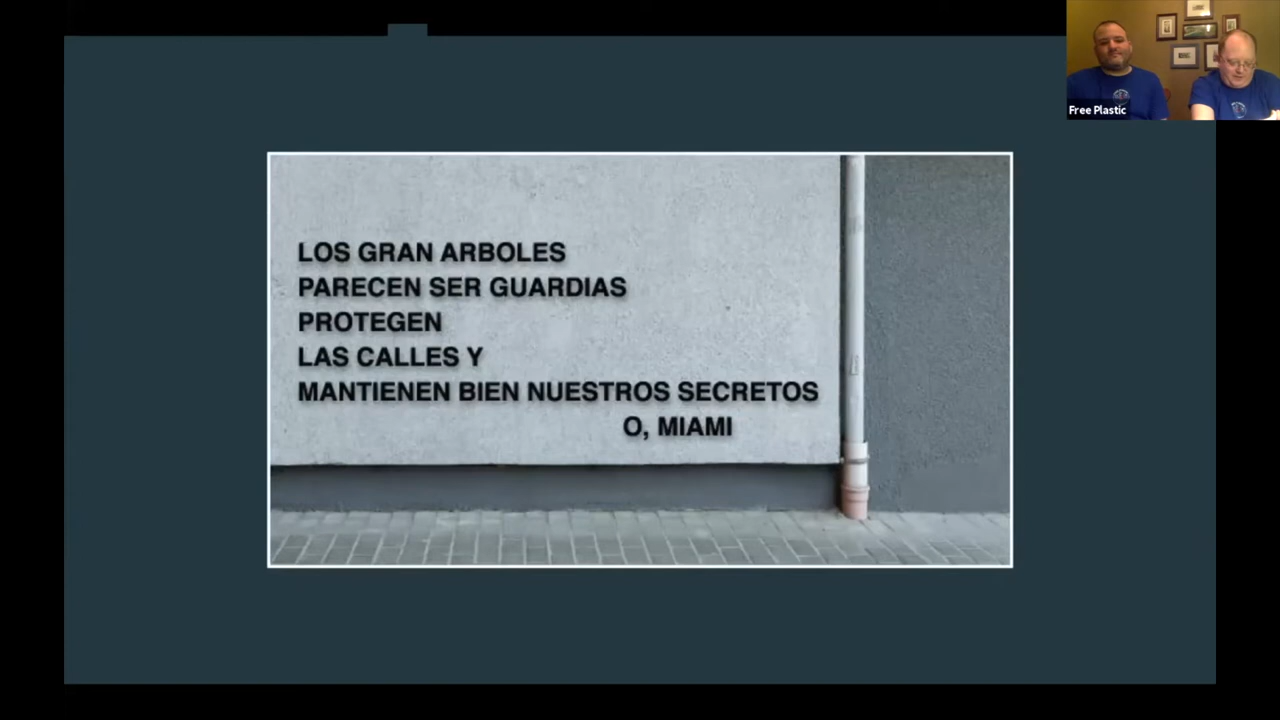 LOS GRAN ARBOLES
PARECEN SER GUARDIAS
PROTEGEN
LAS CALLES Y
MANTIENEN BIEN NUESTROS SECRETOS
O, MIAMI
Free Plastic